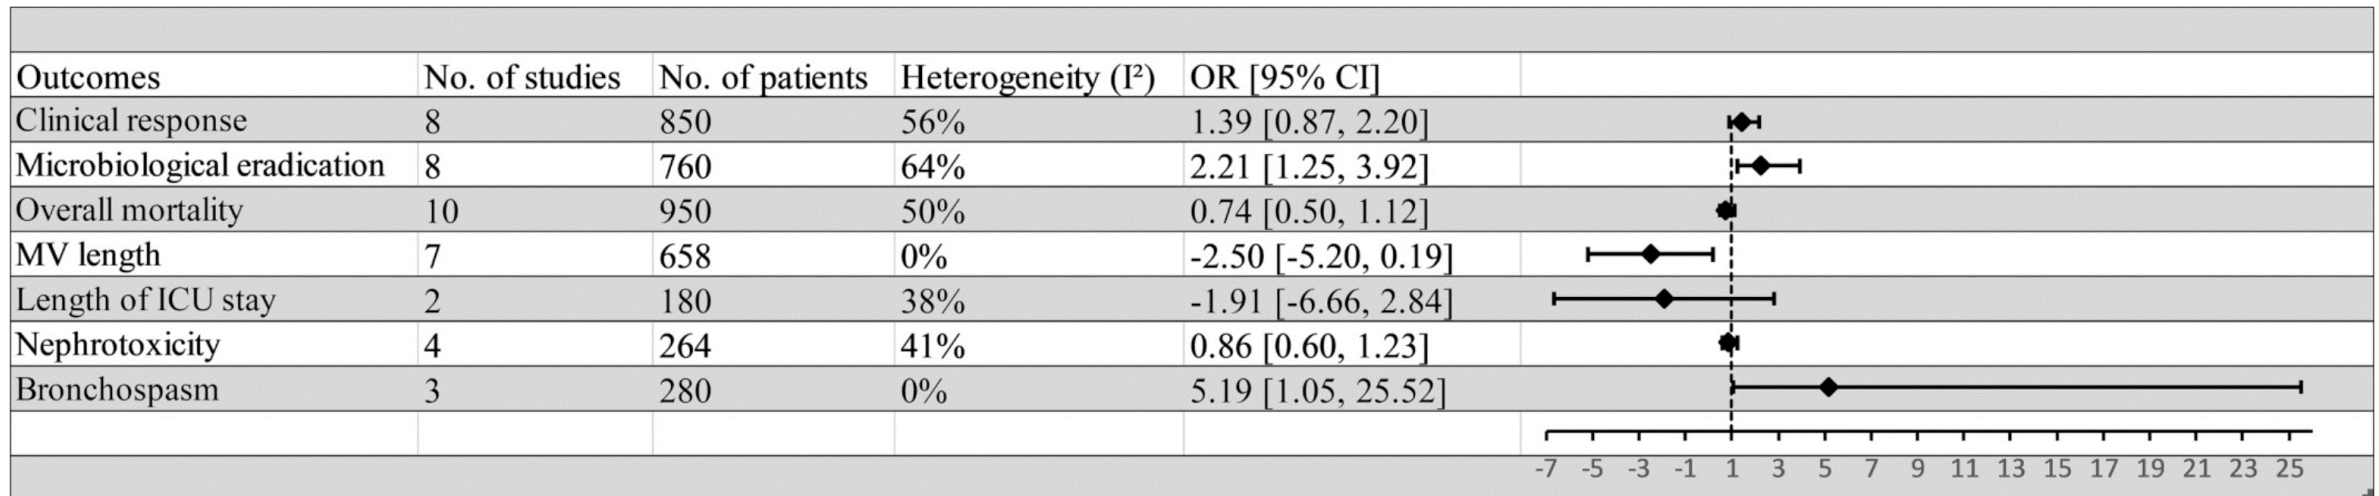 Outcomes No. of studies No. of patients Heterogeneity (I²) OR [95% CI]
Clinical response 8 850 56% 1.39 [0.87, 2.20]
Microbiological eradication 8 760 64% 2.21 [1.25, 3.92]
Overall mortality 10 950 50% 0.74 [0.50, 1.12]
MV length 7 658 0% -2.50 [-5.20, 0.19]
Length of ICU stay 2 180 38% -1.91 [-6.66, 2.84]
Nephrotoxicity 4 264 41% 0.86 [0.60, 1.23]
Bronchospasm 3 280 0% 5.19 [1.05, 25.52]
-7 -5 -3 -1 1 3 5 7 9 11 13 15 17 19 21 23 25